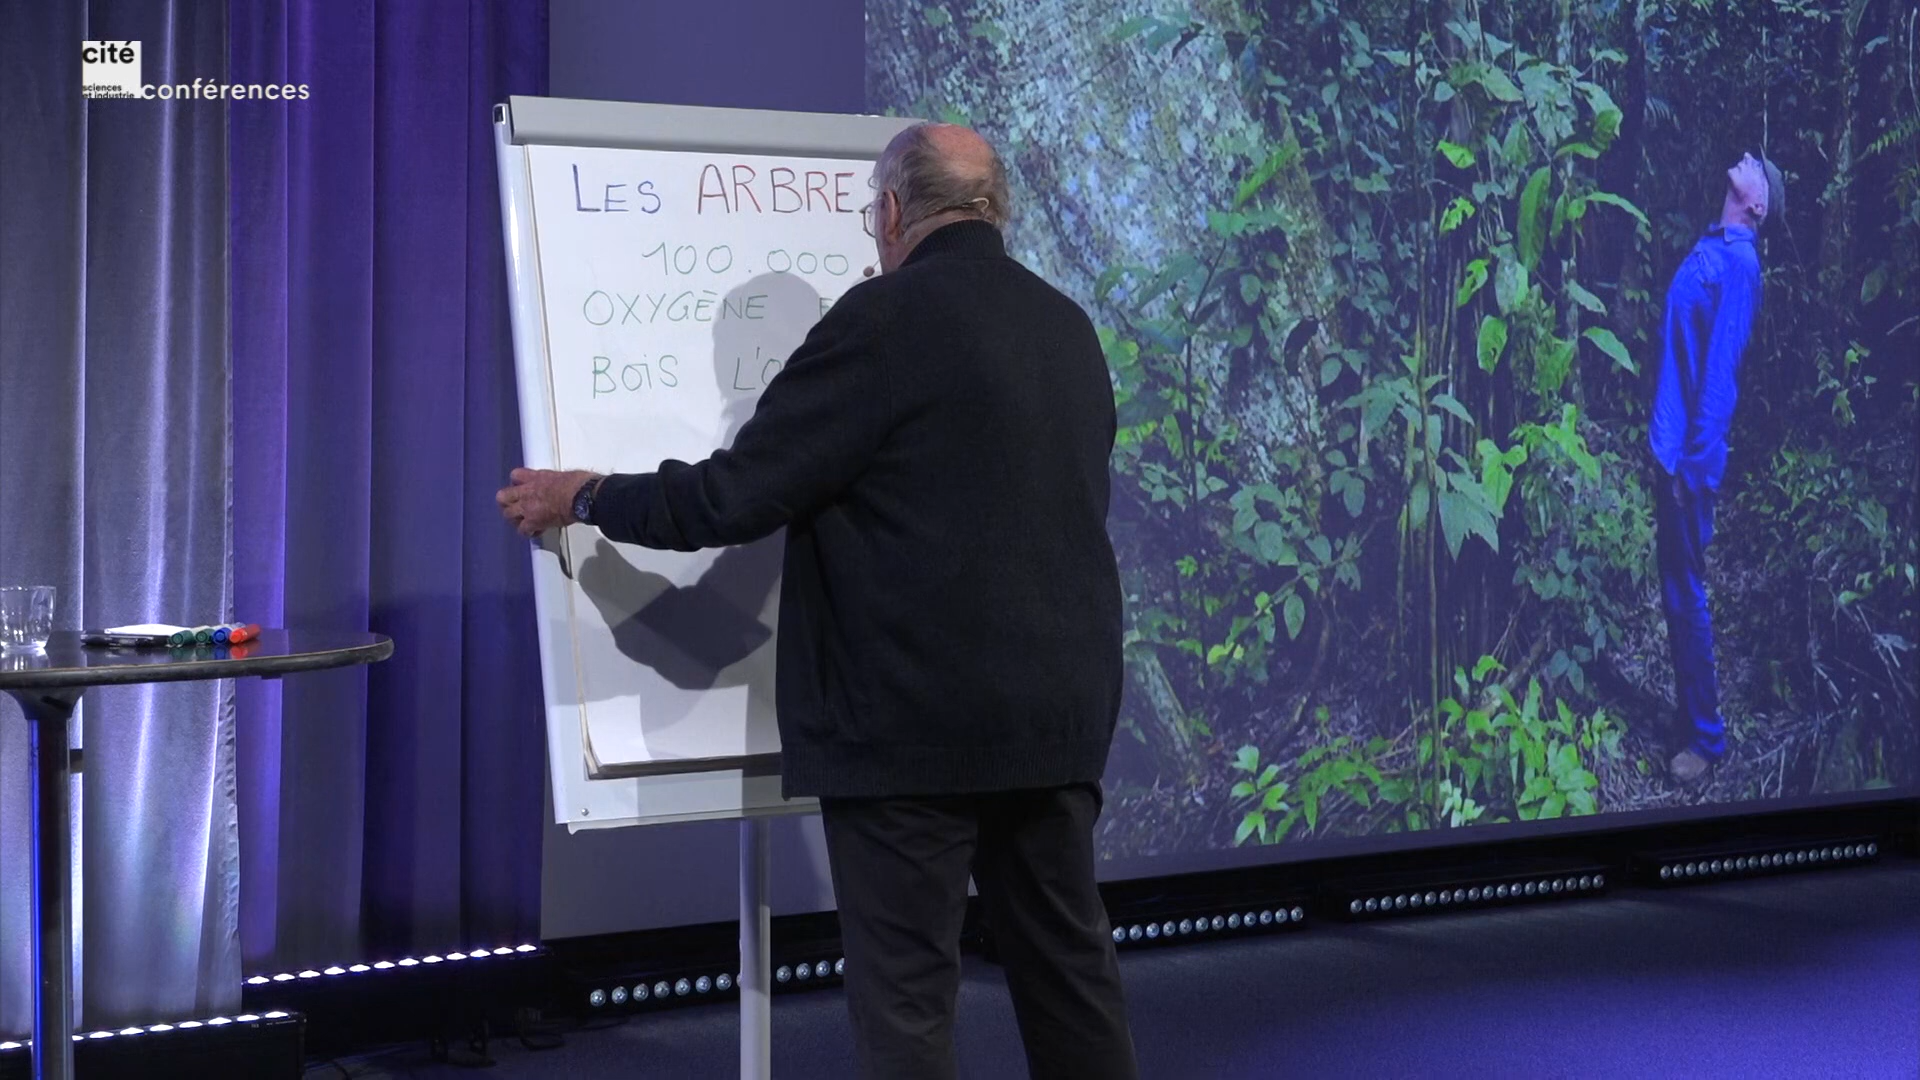 cité
sciences
et industrie
conférences
LES ARBRES
100.000
OXYGÈNE
BOIS